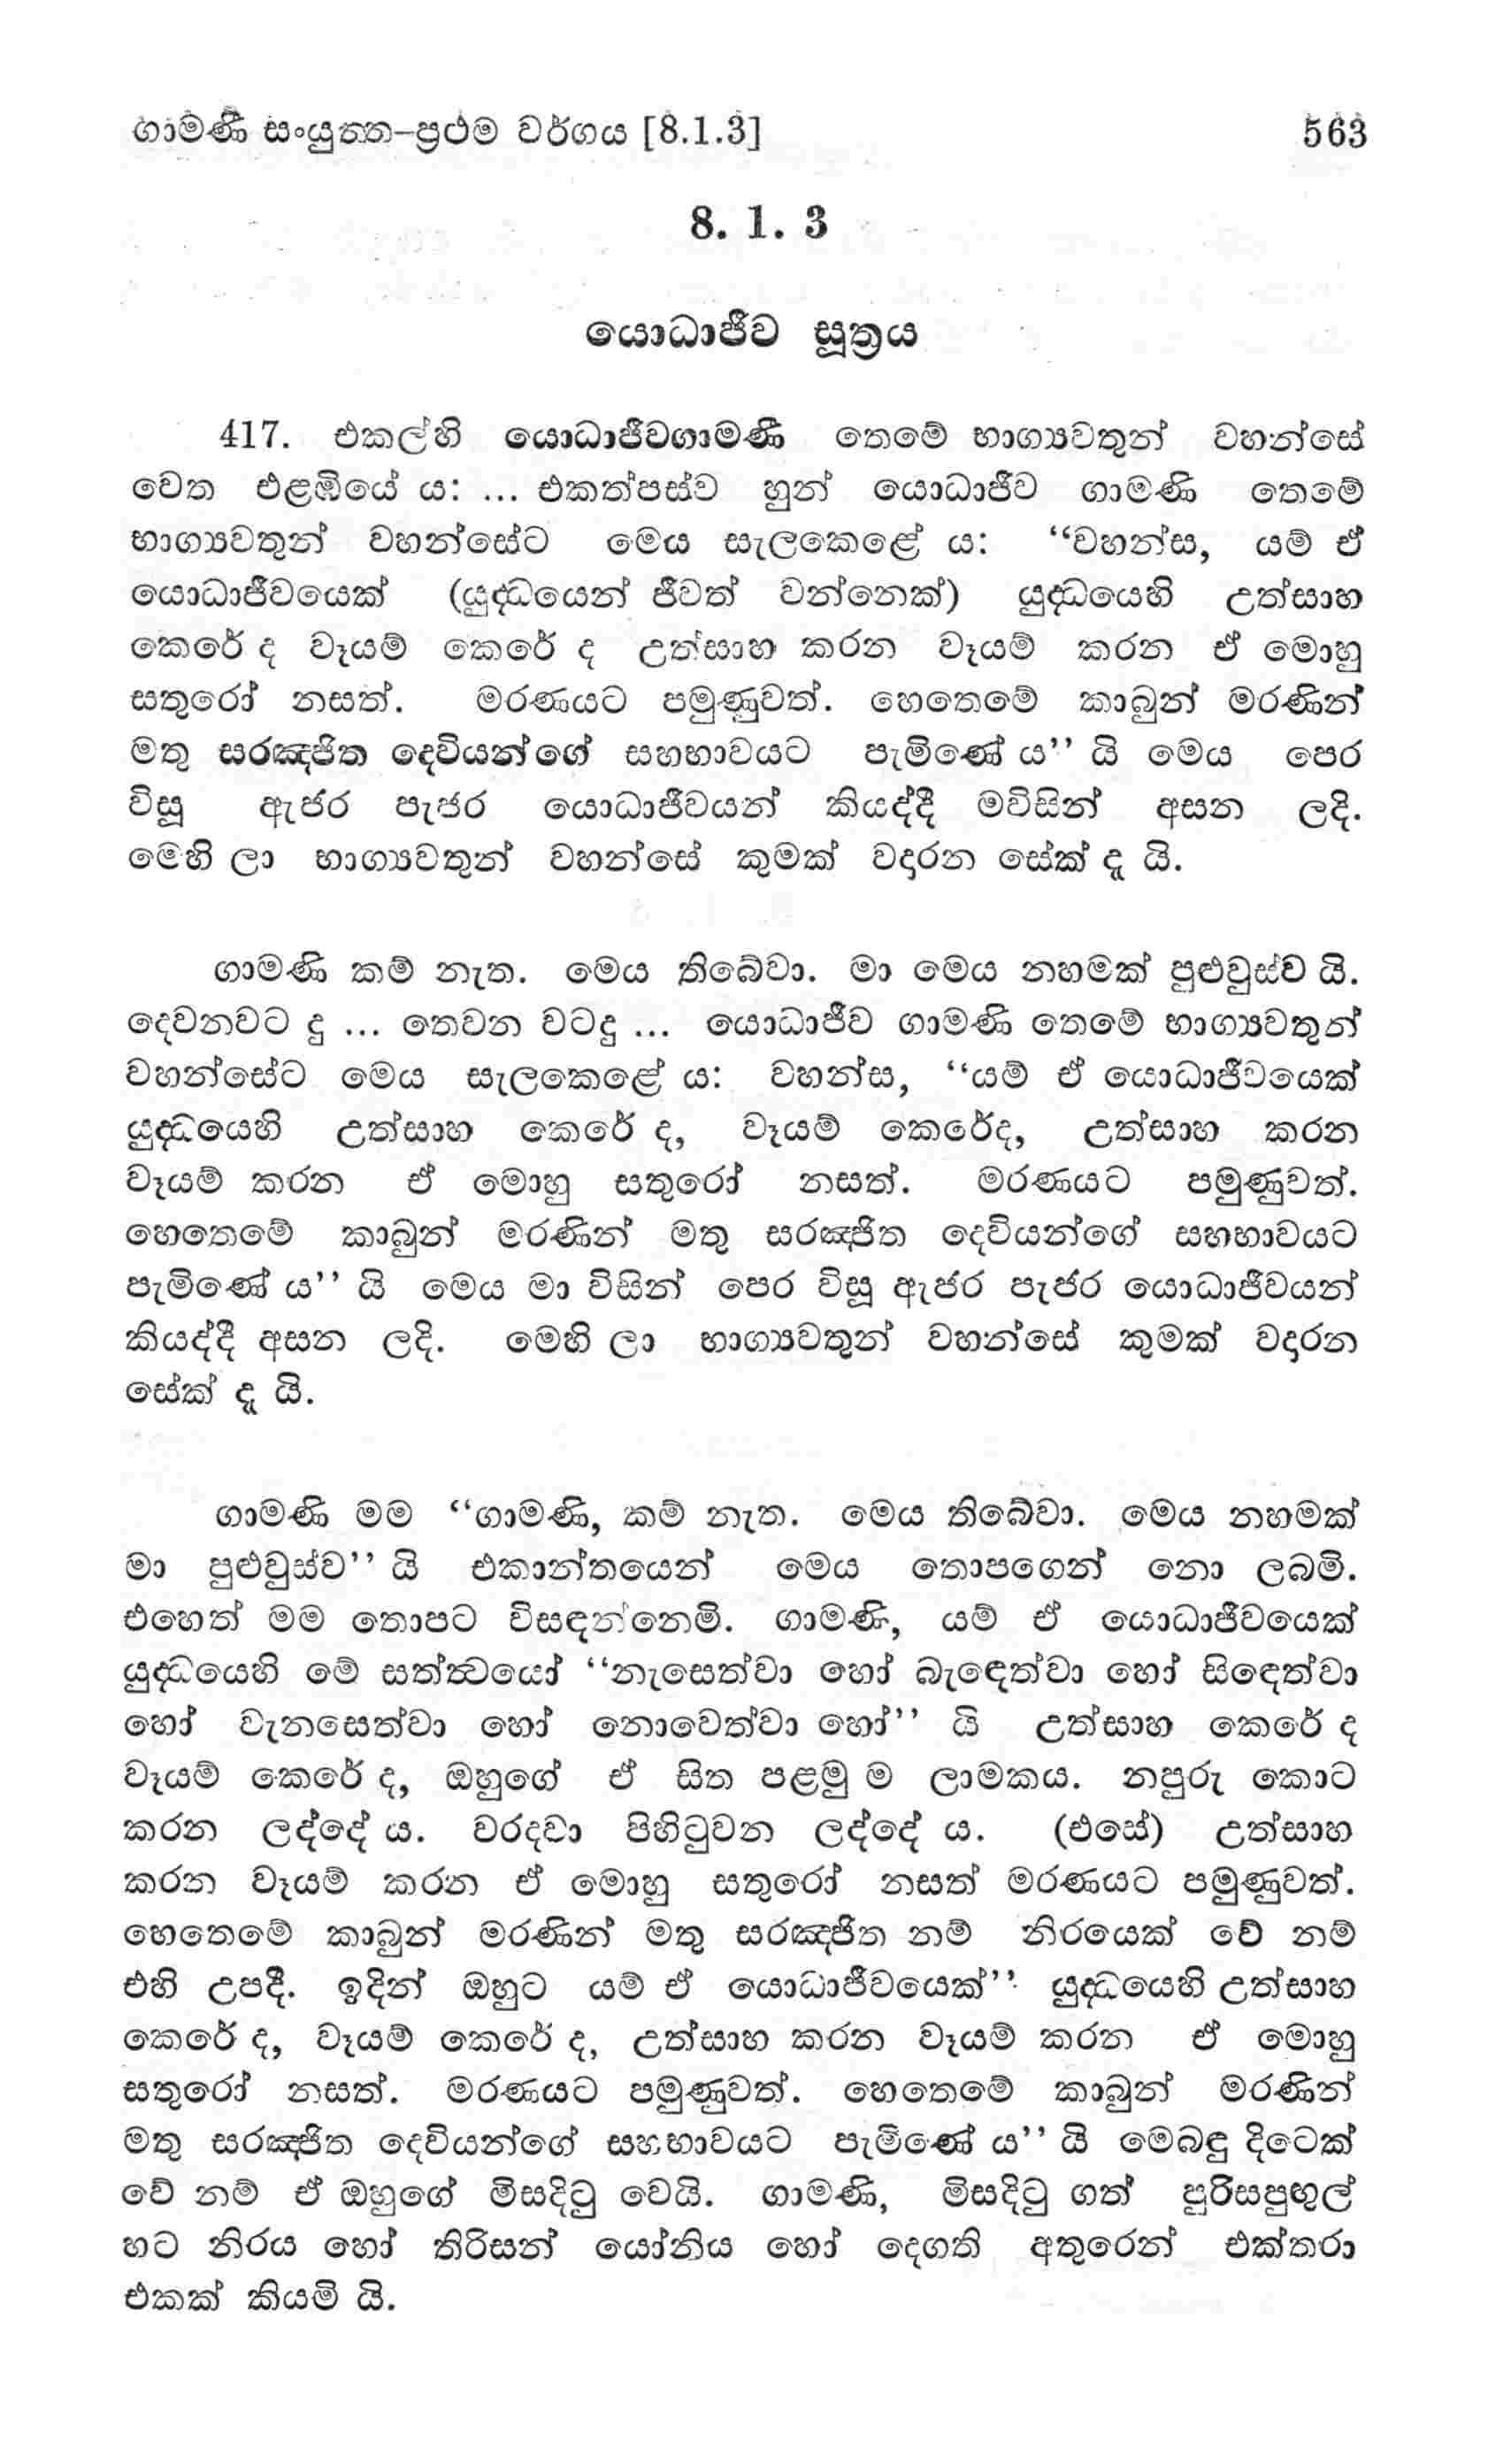 ගාමණී සංයුත්ත–ප්‍රථම වර්ගය [8.1.3] 563
8. 1. 3
යොධාජීව සූත්‍රය
417. එකල්හි යොධාජීවගාමණී තෙමේ භාග්‍යවතුන් වහන්සේ
වෙත එළඹියේ ය: ... එකත්පස්ව හුන් යොධාජීව ගාමණි තෙමේ
භාග්‍යවතුන් වහන්සේට මෙය සැලකෙළේ ය: “වහන්ස, යම් ඒ
යොධාජීවයෙක් (යුද්ධයෙන් ජීවත් වන්නෙක්) යුද්ධයෙහි උත්සාහ
කෙරේ ද වෑයම් කෙරේ ද උත්සාහ කරන වෑයම් කරන ඒ මොහු
සතුරෝ නසත්. මරණයට පමුණුවත්. හෙතෙමේ කාබුන් මරණින්
මතු සරඤ්ජිත දෙවියන්ගේ සහභාවයට පැමිණේ ය” යි මෙය පෙර
විසූ ඇජර පැජර යොධාජීවයන් කියද්දී මවිසින් අසන ලදි.
මෙහි ලා භාග්‍යවතුන් වහන්සේ කුමක් වදාරන සේක් දැ යි.
ගාමණි කම් නැත. මෙය තිබේවා. මා මෙය නහමක් පුළුවුස්ව යි.
දෙවනවට දු ... තෙවන වටදු ... යොධාජීව ගාමණි තෙමේ භාග්‍යවතුන්
වහන්සේට මෙය සැලකෙළේ ය: වහන්ස, “යම් ඒ යොධාජීවයෙක්
යුද්ධයෙහි උත්සාහ කෙරේ ද, වෑයම් කෙරේද, උත්සාහ කරන
වෑයම් කරන ඒ මොහු සතුරෝ නසත්. මරණයට පමුණුවත්.
හෙතෙමේ කාබුන් මරණින් මතු සරඤ්ජිත දෙවියන්ගේ සහභාවයට
පැමිණේ ය” යි මෙය මා විසින් පෙර විසූ ඇජර පැජර යොධාජීවයන්
කියද්දී අසන ලදි. මෙහි ලා භාග්‍යවතුන් වහන්සේ කුමක් වදාරන
සේක් දැ යි.
ගාමණි මම “ගාමණි, කම් නැත. මෙය තිබේවා. මෙය නහමක්
මා පුළුවුස්ව” යි එකාන්තයෙන් මෙය තොපගෙන් නො ලබමි.
එහෙත් මම තොපට විසඳන්නෙමි. ගාමණි, යම් ඒ යොධාජීවයෙක්
යුද්ධයෙහි මේ සත්ත්‍වයෝ “නැසෙත්වා හෝ බැඳෙත්වා හෝ සිඳෙත්වා
හෝ වැනසෙත්වා හෝ නොවෙත්වා හෝ” යි උත්සාහ කෙරේ ද
වෑයම් කෙරේ ද, ඔහුගේ ඒ සිත පළමු ම ලාමකය. නපුරු කොට
කරන ලද්දේ ය. වරදවා පිහිටුවන ලද්දේ ය. (එසේ) උත්සාහ
කරන වෑයම් කරන ඒ මොහු සතුරෝ නසත් මරණයට පමුණුවත්.
හෙතෙමේ කාබුන් මරණින් මතු සරඤ්ජිත නම් නිරයෙක් වේ නම්
එහි උපදී. ඉදින් ඔහුට යම් ඒ යොධාජීවයෙක්” යුද්ධයෙහි උත්සාහ
කෙරේ ද, වෑයම් කෙරේ ද, උත්සාහ කරන වෑයම් කරන ඒ මොහු
සතුරෝ නසත්. මරණයට පමුණුවත්. හෙතෙමේ කාබුන් මරණින්
මතු සරඤ්ජිත දෙවියන්ගේ සහභාවයට පැමිණේ ය” යි මෙබඳු දිටෙක්
වේ නම් ඒ ඔහුගේ මිසදිටු වෙයි. ගාමණි, මිසදිටු ගත් පුරිසපුඟුල්
හට නිරය හෝ තිරිසන් යෝනිය හෝ දෙගති අතුරෙන් එක්තරා
එකක් කියමි යි.